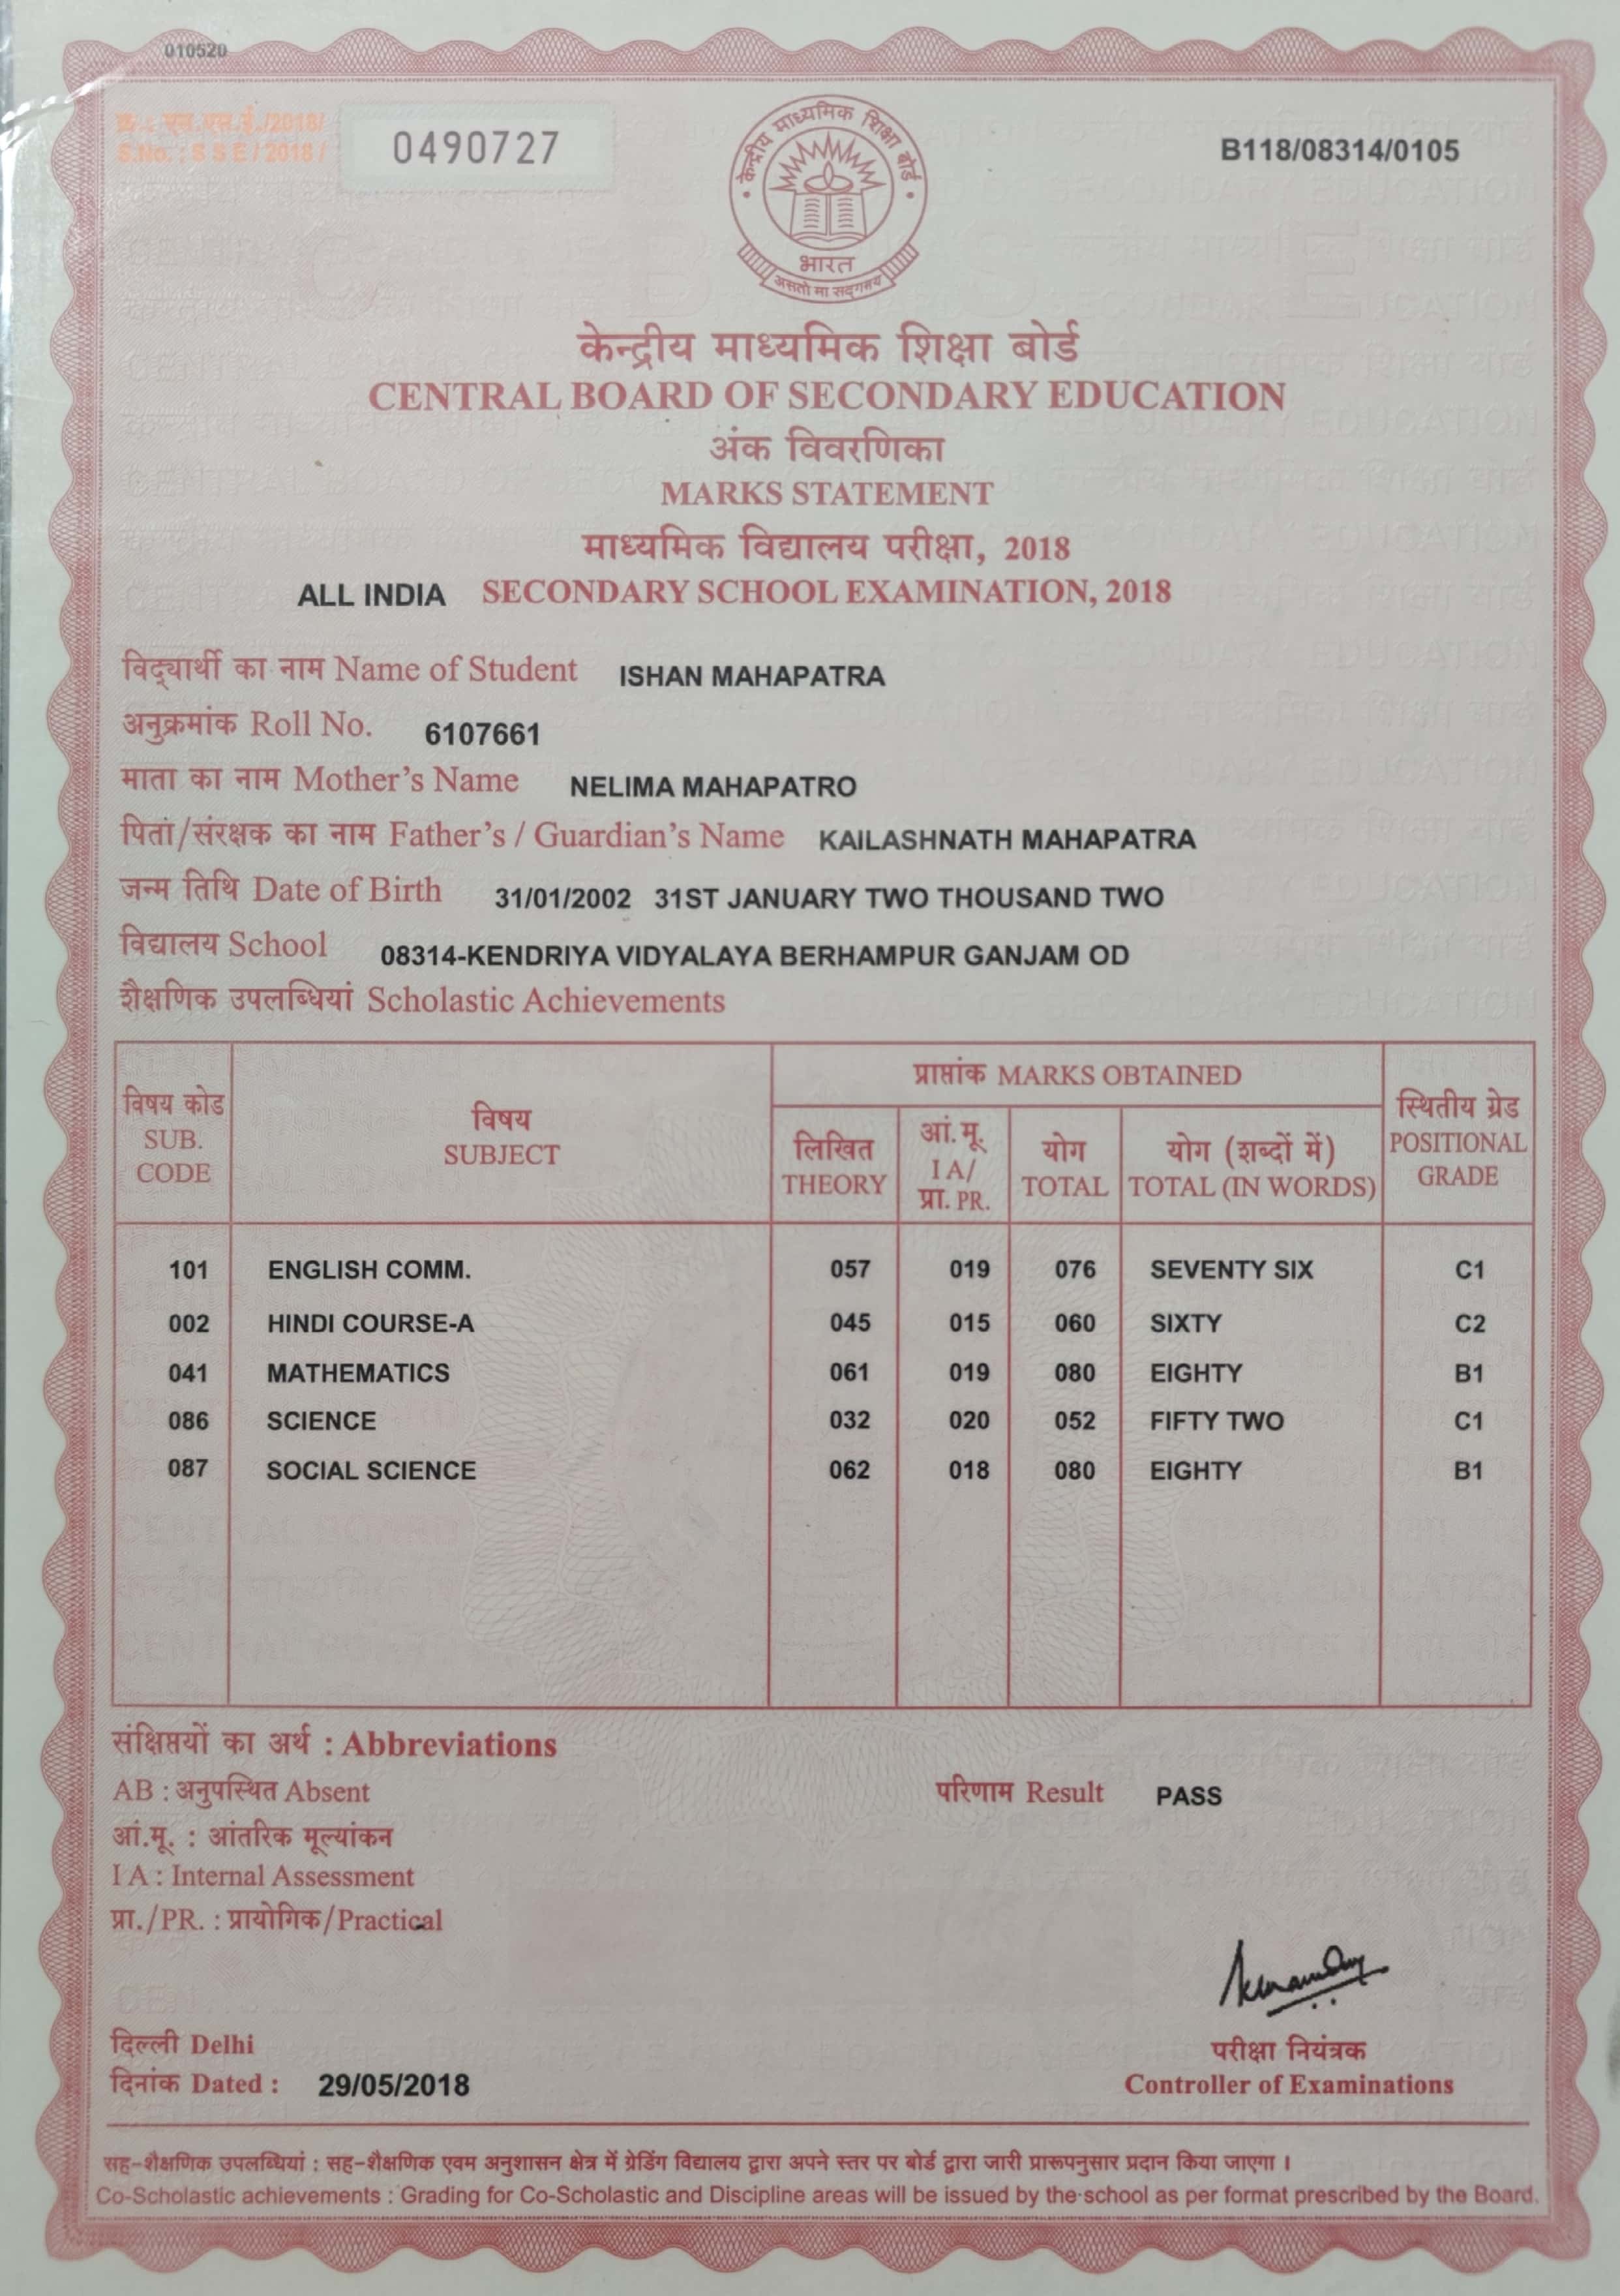 010520
क्र.: एस.एस.ई./2018/
S.No. : S S E / 2018 /
0490727
B118/08314/0105
केन्द्रीय माध्यमिक शिक्षा बोर्ड
भारत
असतो मा सद्गमय
केन्द्रीय माध्यमिक शिक्षा बोर्ड
CENTRAL BOARD OF SECONDARY EDUCATION
अंक विवरणिका
MARKS STATEMENT
माध्यमिक विद्यालय परीक्षा, 2018
ALL INDIA SECONDARY SCHOOL EXAMINATION, 2018
विद्यार्थी का नाम Name of Student ISHAN MAHAPATRA
अनुक्रमांक Roll No. 6107661
माता का नाम Mother's Name NELIMA MAHAPATRO
पिता/संरक्षक का नाम Father's / Guardian's Name KAILASHNATH MAHAPATRA
जन्म तिथि Date of Birth 31/01/2002 31ST JANUARY TWO THOUSAND TWO
विद्यालय School 08314-KENDRIYA VIDYALAYA BERHAMPUR GANJAM OD
शैक्षणिक उपलब्धियां Scholastic Achievements
विषय कोड
SUB.
CODE
विषय
SUBJECT
प्राप्तांक MARKS OBTAINED
लिखित
THEORY
आं.मू.
I A/
प्रा. PR.
योग
TOTAL
योग (शब्दों में)
TOTAL (IN WORDS)
स्थितीय ग्रेड
POSITIONAL
GRADE
101 ENGLISH COMM. 057 019 076 SEVENTY SIX C1
002 HINDI COURSE-A 045 015 060 SIXTY C2
041 MATHEMATICS 061 019 080 EIGHTY B1
086 SCIENCE 032 020 052 FIFTY TWO C1
087 SOCIAL SCIENCE 062 018 080 EIGHTY B1
संक्षिप्तयों का अर्थ : Abbreviations
AB : अनुपस्थित Absent
परिणाम Result PASS
आं.मू. : आंतरिक मूल्यांकन
I A : Internal Assessment
प्रा./PR. : प्रायोगिक/Practical
दिल्ली Delhi
दिनांक Dated : 29/05/2018
परीक्षा नियंत्रक
Controller of Examinations
सह-शैक्षणिक उपलब्धियां : सह-शैक्षणिक एवम अनुशासन क्षेत्र में ग्रेडिंग विद्यालय द्वारा अपने स्तर पर बोर्ड द्वारा जारी प्रारूपनुसार प्रदान किया जाएगा ।
Co-Scholastic achievements : Grading for Co-Scholastic and Discipline areas will be issued by the school as per format prescribed by the Board.